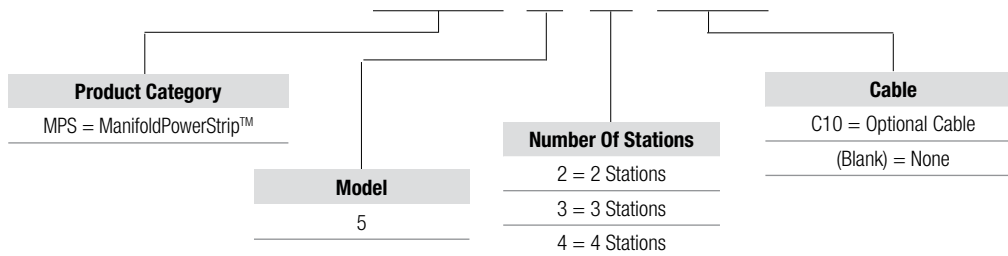 Product Category
MPS = ManifoldPowerStrip™
Model
5
Number Of Stations
2 = 2 Stations
3 = 3 Stations
4 = 4 Stations
Cable
C10 = Optional Cable
(Blank) = None